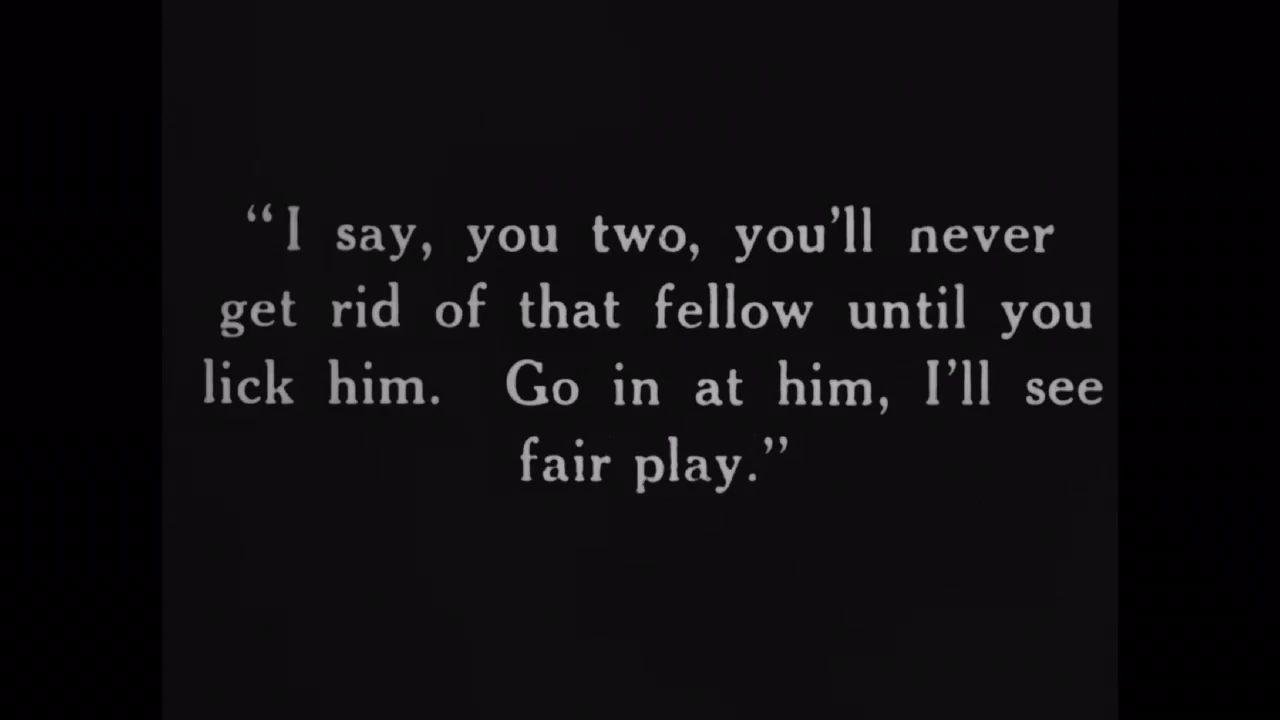 “I say, you two, you’ll never
get rid of that fellow until you
lick him. Go in at him, I’ll see
fair play.”